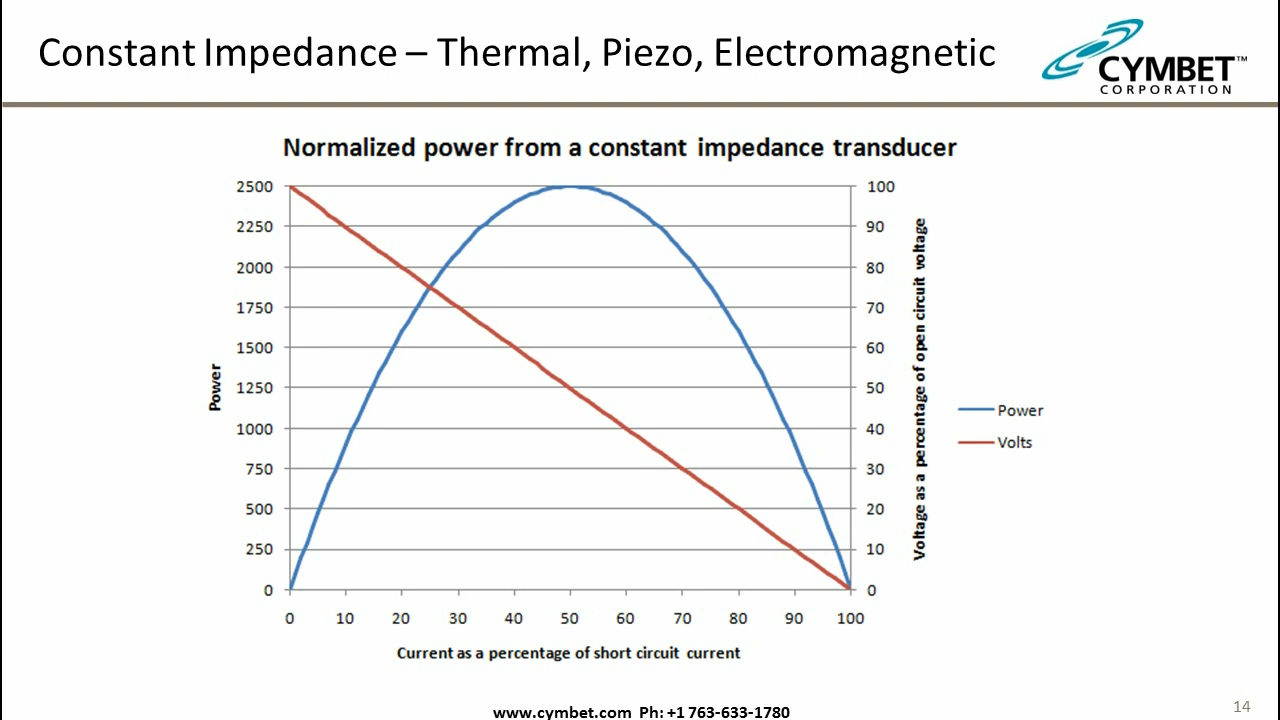 Constant Impedance – Thermal, Piezo, Electromagnetic
CYMBET™
CORPORATION
Normalized power from a constant impedance transducer
2500
2250
2000
1750
1500
1250
1000
750
500
250
0
Power
100
90
80
70
60
50
40
30
20
10
0
Voltage as a percentage of open circuit voltage
Power
Volts
0 10 20 30 40 50 60 70 80 90 100
Current as a percentage of short circuit current
www.cymbet.com Ph: +1 763-633-1780
14